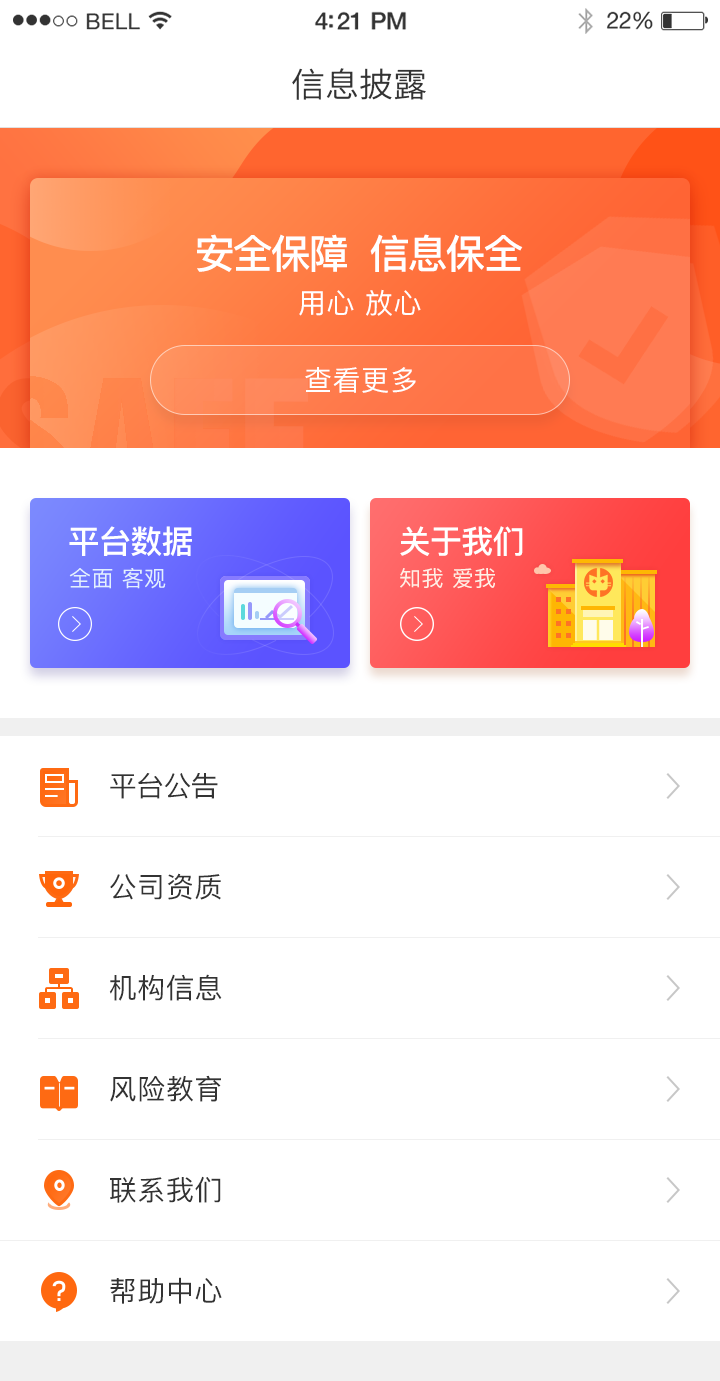 BELL 4:21 PM 22%
信息披露
安全保障 信息保全
用心 放心
查看更多
SAFE
平台数据
全面 客观
关于我们
知我 爱我
平台公告
公司资质
机构信息
风险教育
联系我们
帮助中心